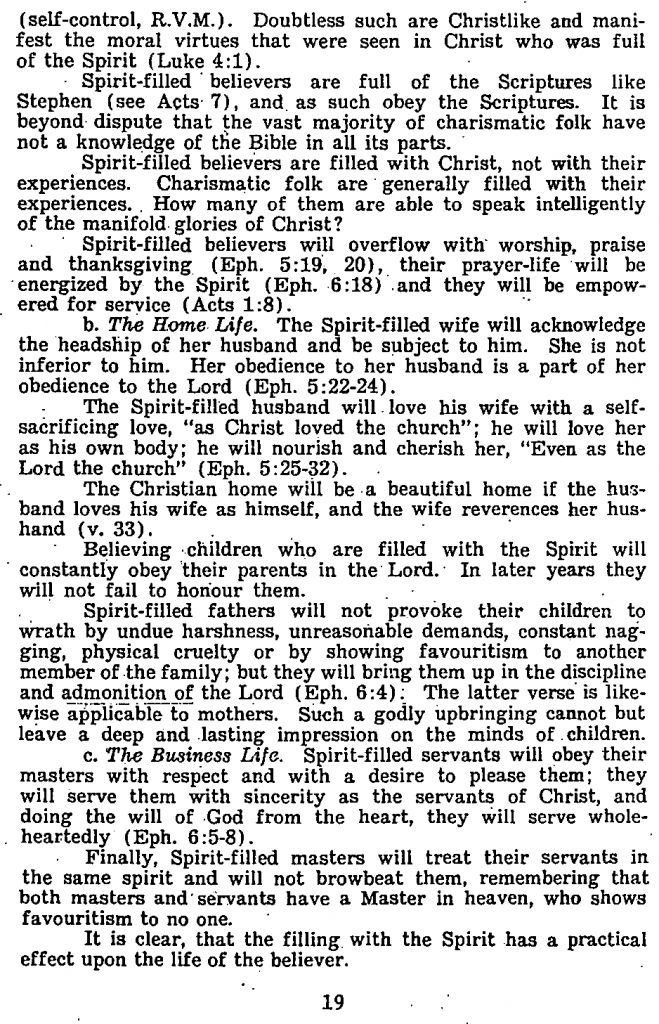 (self-control, R.V.M.). Doubtless such are Christlike and mani-
fest the moral virtues that were seen in Christ who was full
of the Spirit (Luke 4:1).
Spirit-filled believers are full of the Scriptures like
Stephen (see Acts 7), and as such obey the Scriptures. It is
beyond dispute that the vast majority of charismatic folk have
not a knowledge of the Bible in all its parts.
Spirit-filled believers are filled with Christ, not with their
experiences. Charismatic folk are generally filled with their
experiences. How many of them are able to speak intelligently
of the manifold glories of Christ?
Spirit-filled believers will overflow with worship, praise
and thanksgiving (Eph. 5:19, 20), their prayer-life will be
energized by the Spirit (Eph. 6:18) and they will be empow-
ered for service (Acts 1:8).
b. The Home Life. The Spirit-filled wife will acknowledge
the headship of her husband and be subject to him. She is not
inferior to him. Her obedience to her husband is a part of her
obedience to the Lord (Eph. 5:22-24).
The Spirit-filled husband will love his wife with a self-
sacrificing love, "as Christ loved the church"; he will love her
as his own body; he will nourish and cherish her, "Even as the
Lord the church" (Eph. 5:25-32).
The Christian home will be a beautiful home if the hus-
band loves his wife as himself, and the wife reverences her hus-
hand (v. 33).
Believing children who are filled with the Spirit will
constantly obey their parents in the Lord. In later years they
will not fail to honour them.
Spirit-filled fathers will not provoke their children to
wrath by undue harshness, unreasonable demands, constant nag-
ging, physical cruelty or by showing favouritism to another
member of the family; but they will bring them up in the discipline
and admonition of the Lord (Eph. 6:4). The latter verse is like-
wise applicable to mothers. Such a godly upbringing cannot but
leave a deep and lasting impression on the minds of children.
c. The Business Life. Spirit-filled servants will obey their
masters with respect and with a desire to please them; they
will serve them with sincerity as the servants of Christ, and
doing the will of God from the heart, they will serve whole-
heartedly (Eph. 6:5-8).
Finally, Spirit-filled masters will treat their servants in
the same spirit and will not browbeat them, remembering that
both masters and servants have a Master in heaven, who shows
favouritism to no one.
It is clear, that the filling with the Spirit has a practical
effect upon the life of the believer.
19